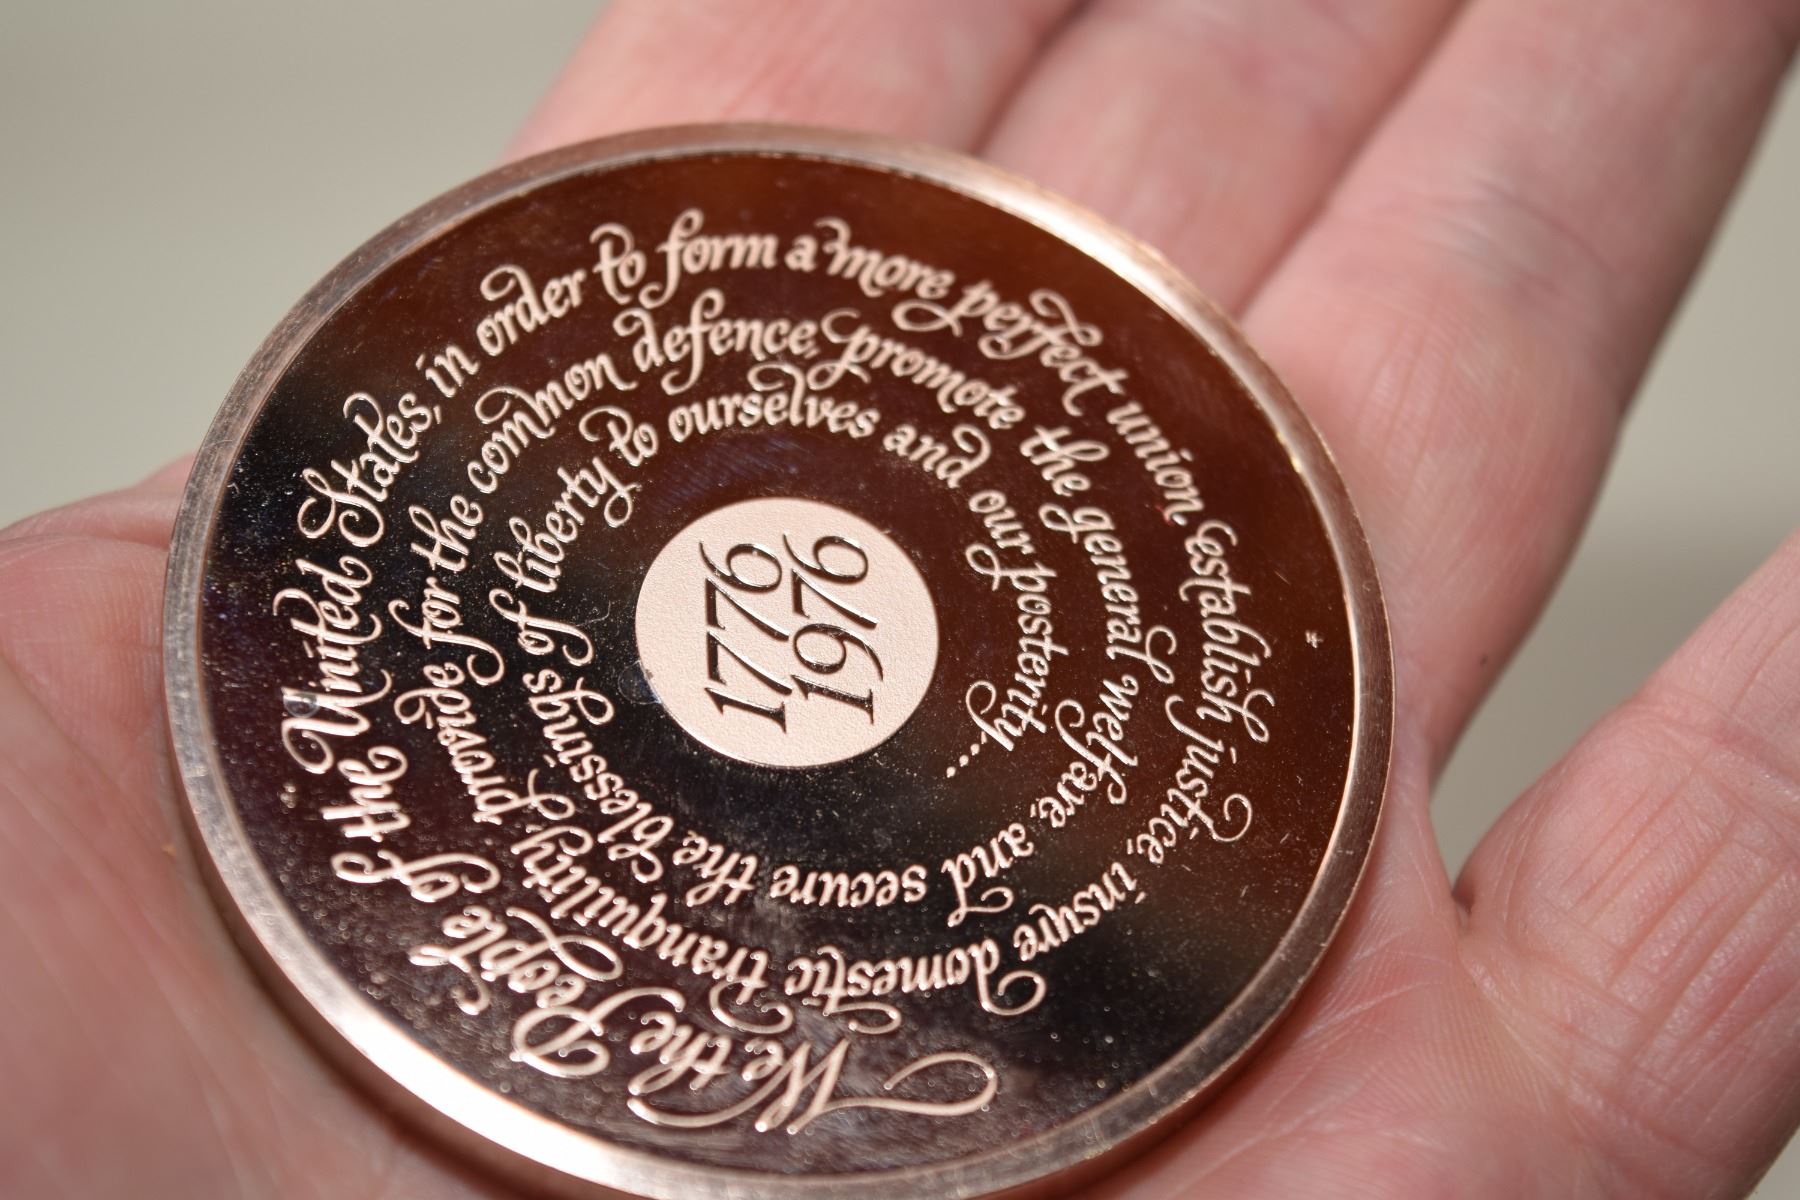 We the People of the United States, in order to form a more perfect union, establish justice, insure domestic tranquility, provide for the common defence, promote the general welfare, and secure the blessings of liberty to ourselves and our posterity....
1776
1976